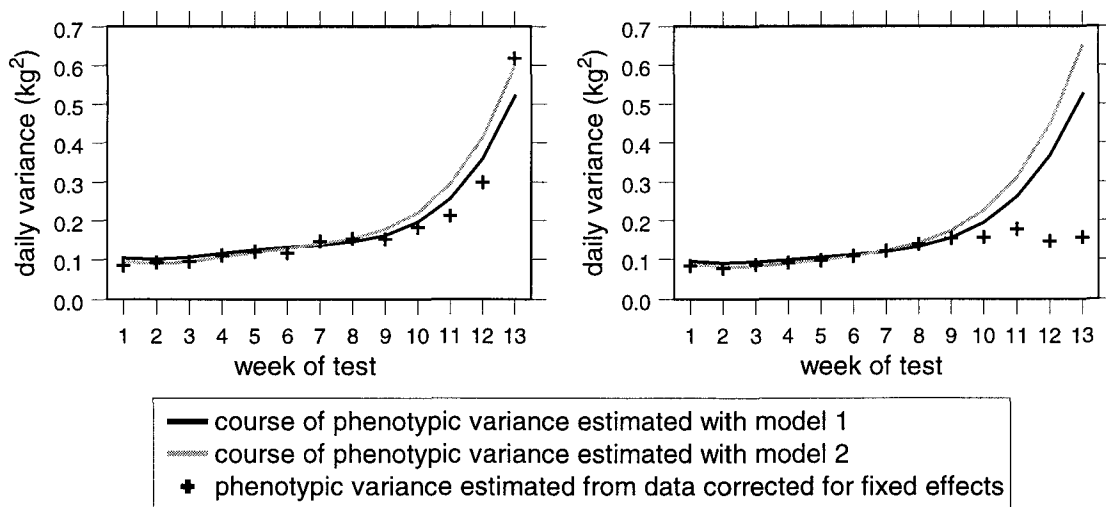 0.7
0.6
0.5
0.4
0.3
0.2
0.1
0.0
daily variance (kg²)
1 2 3 4 5 6 7 8 9 10 11 12 13
week of test
0.7
0.6
0.5
0.4
0.3
0.2
0.1
0.0
daily variance (kg²)
1 2 3 4 5 6 7 8 9 10 11 12 13
week of test
course of phenotypic variance estimated with model 1
course of phenotypic variance estimated with model 2
phenotypic variance estimated from data corrected for fixed effects